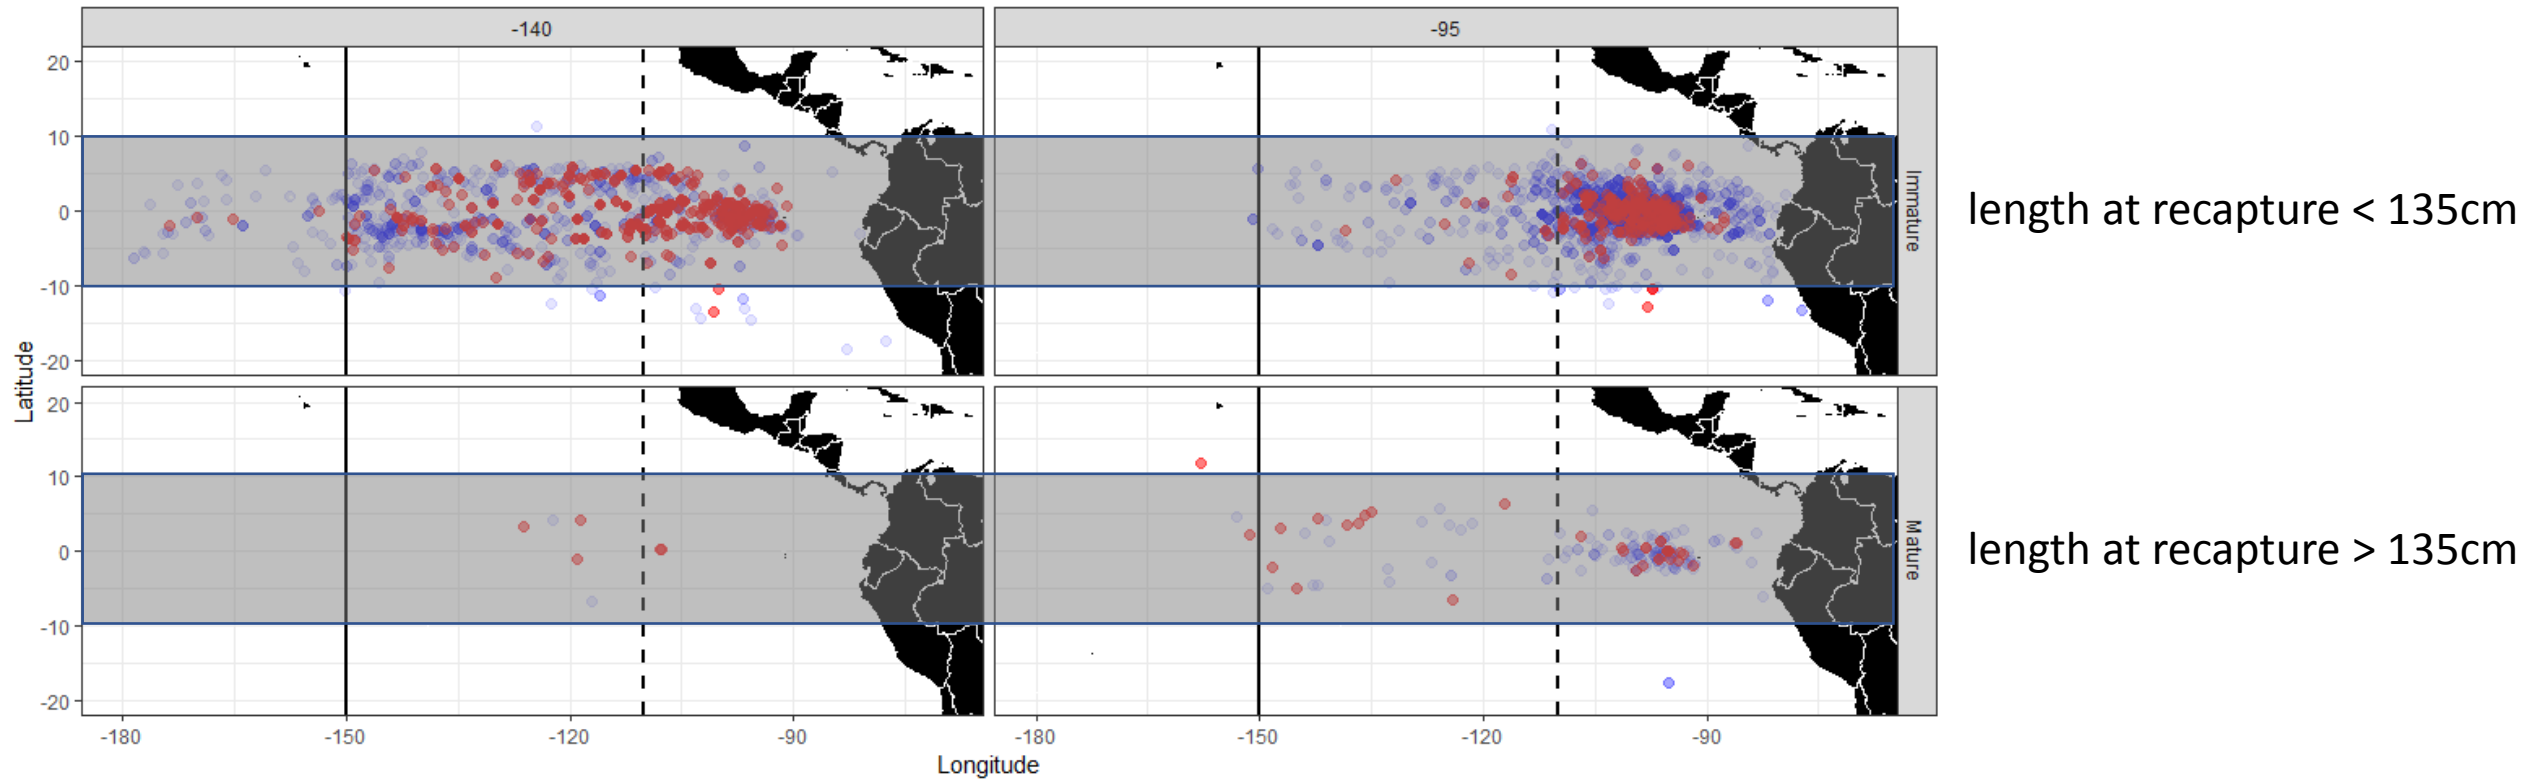 -140 -95
20
10
0
-10
-20
Immature
length at recapture < 135cm
Latitude
20
10
0
-10
-20
Mature
length at recapture > 135cm
-180 -150 -120 -90 -180 -150 -120 -90
Longitude